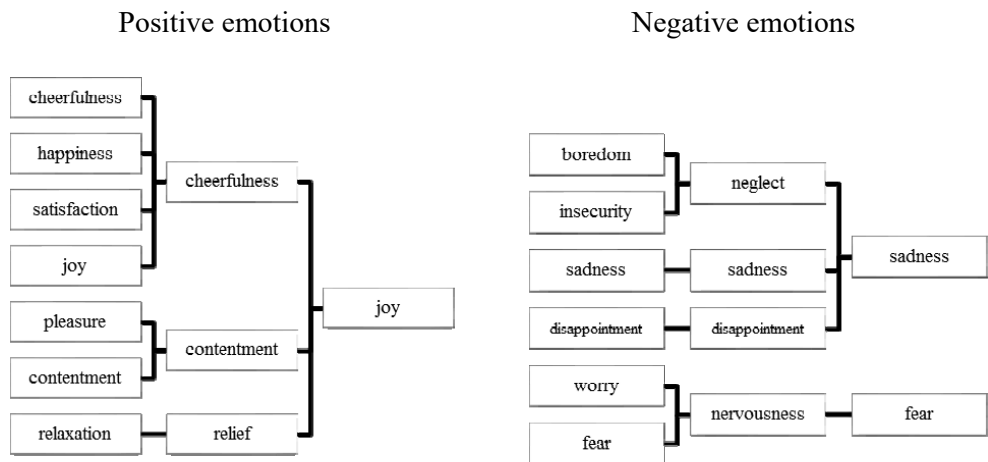 Positive emotions
Negative emotions
cheerfulness
happiness
satisfaction
joy
pleasure
contentment
relaxation
cheerfulness
contentment
relief
joy
boredom
insecurity
sadness
disappointment
worry
fear
neglect
sadness
disappointment
nervousness
sadness
fear